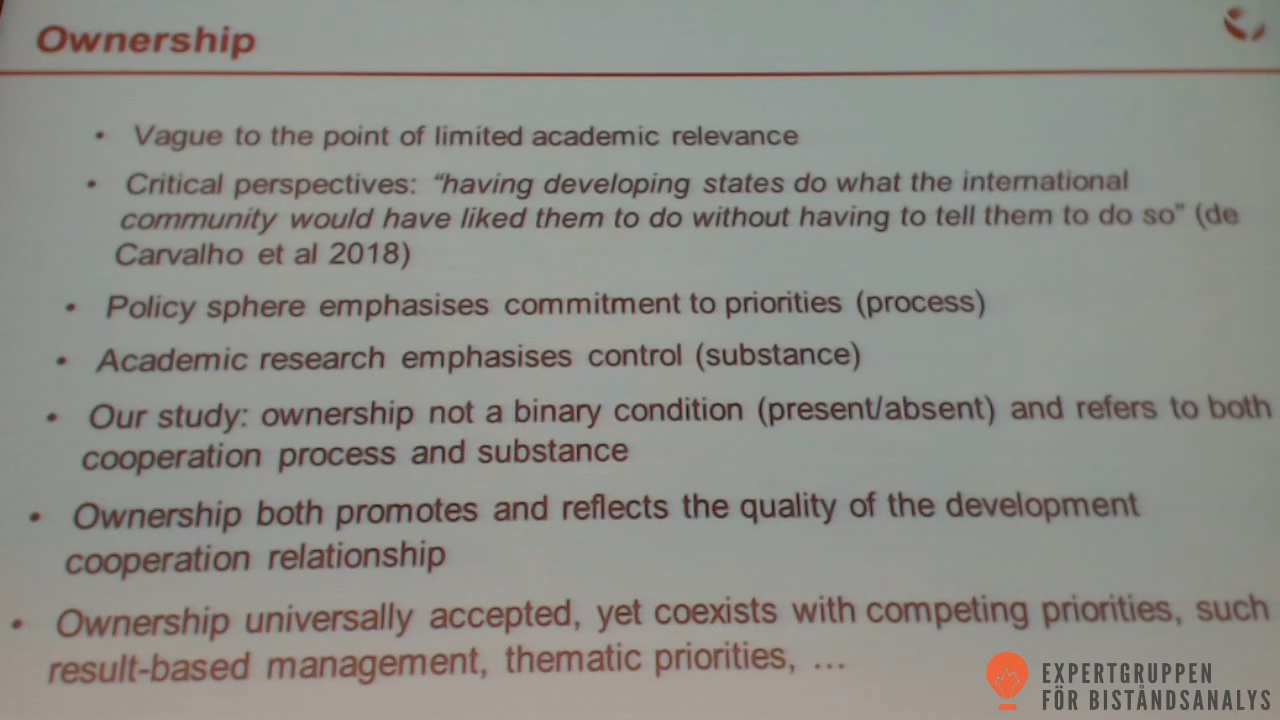 Ownership
• Vague to the point of limited academic relevance
• Critical perspectives: “having developing states do what the international
community would have liked them to do without having to tell them to do so” (de
Carvalho et al 2018)
• Policy sphere emphasises commitment to priorities (process)
• Academic research emphasises control (substance)
• Our study: ownership not a binary condition (present/absent) and refers to both
cooperation process and substance
• Ownership both promotes and reflects the quality of the development
cooperation relationship
• Ownership universally accepted, yet coexists with competing priorities, such
result-based management, thematic priorities, …
EXPERTGRUPPEN
FÖR BISTÅNDSANALYS